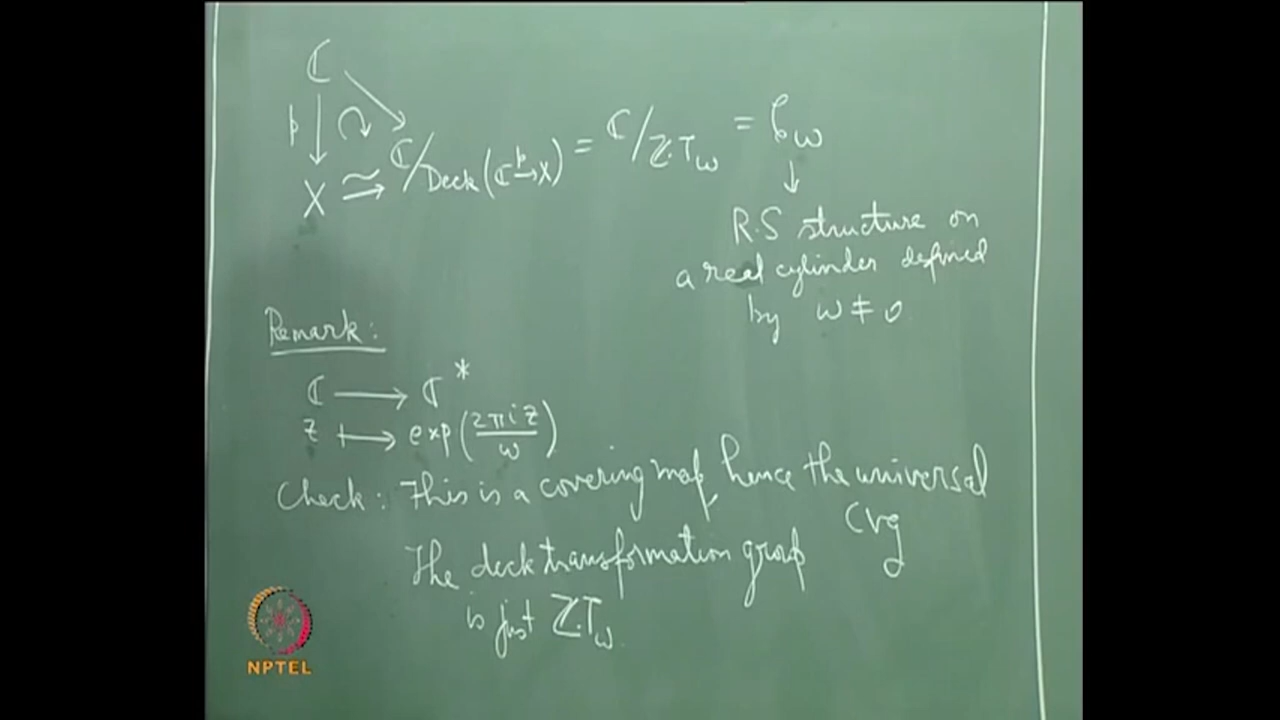 ℂ
p
X ≅ ℂ/Deck(ℂ →p X) = ℂ/ℤ.T_ω = 𝒞_ω
↓
R.S structure on
a real cylinder defined
by ω ≠ 0
Remark:
ℂ ⟶ ℂ*
z ⟼ exp(2πiz/ω)
Check: This is a covering map, hence the universal
cvg
The deck transformation group
is just ℤ.T_ω
NPTEL